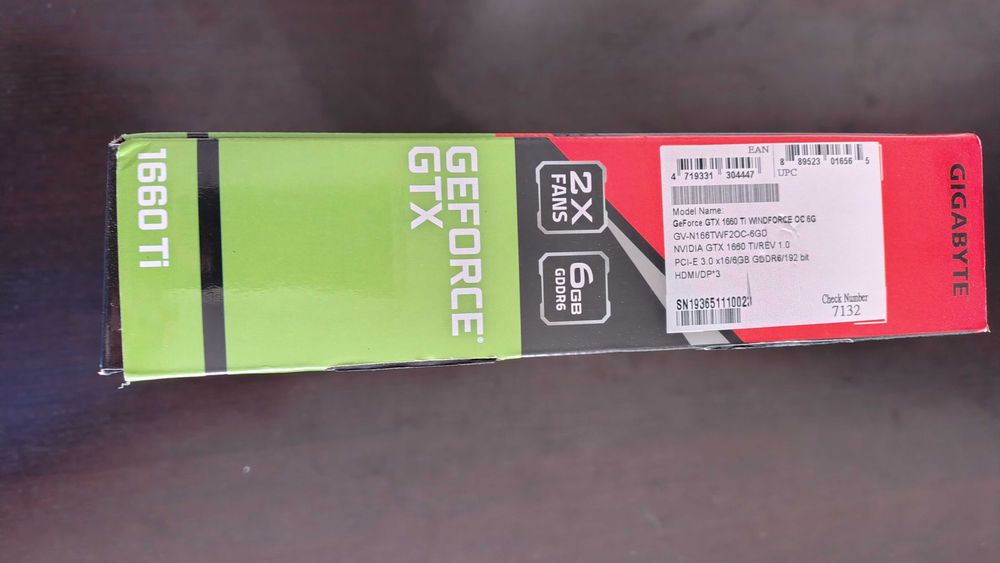 GIGABYTE
EAN
4 719331 304447
8 89523 01656 5
UPC
Model Name:
GeForce GTX 1660 Ti WINDFORCE OC 6G
GV-N166TWF2OC-6GD
NVIDIA GTX 1660 TI/REV 1.0
PCI-E 3.0 x16/6GB GDDR6/192 bit
HDMI/DP*3
SN193651110023
Check Number
7132
2X
FANS
6GB
GDDR6
GEFORCE
GTX
1660 Ti